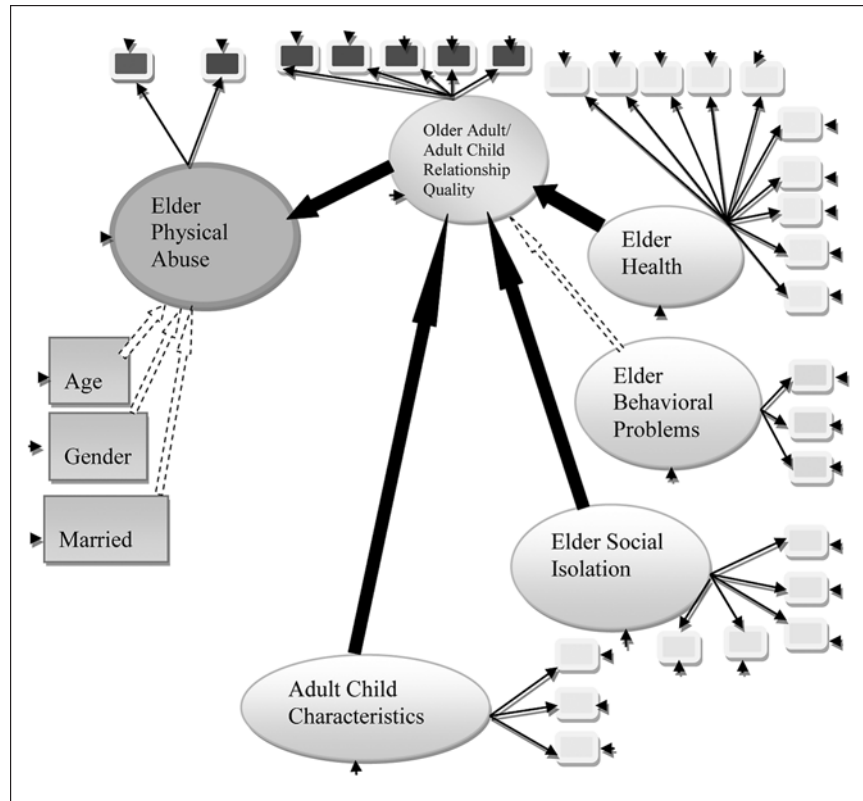 Older Adult/
Adult Child
Relationship
Quality
Elder
Physical
Abuse
Elder
Health
Age
Elder
Behavioral
Problems
Gender
Married
Elder Social
Isolation
Adult Child
Characteristics